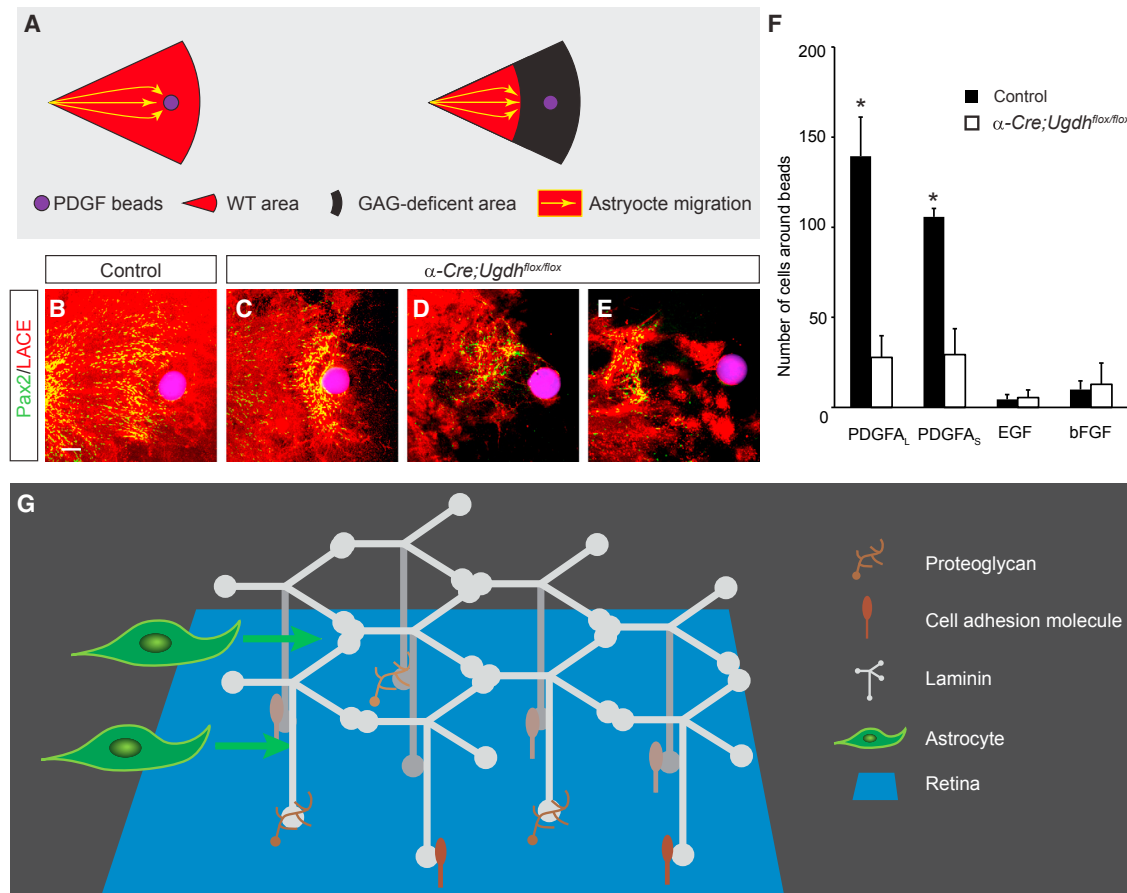 A
PDGF beads
WT area
GAG-deficent area
Astryocte migration
Control
α-Cre;Ugdhflox/flox
Pax2/LACE
B
C
D
E
F
Number of cells around beads
200
150
100
50
0
*
*
Control
α-Cre;Ugdhflox/flox
PDGFAL
PDGFAS
EGF
bFGF
G
Proteoglycan
Cell adhesion molecule
Laminin
Astrocyte
Retina